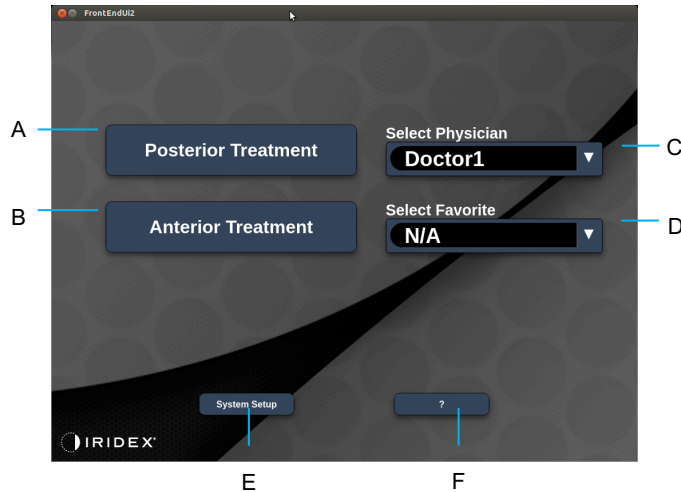 FrontEndUi2
A
Posterior Treatment
Select Physician
Doctor1
C
B
Anterior Treatment
Select Favorite
N/A
D
System Setup
?
IRIDEX
E
F